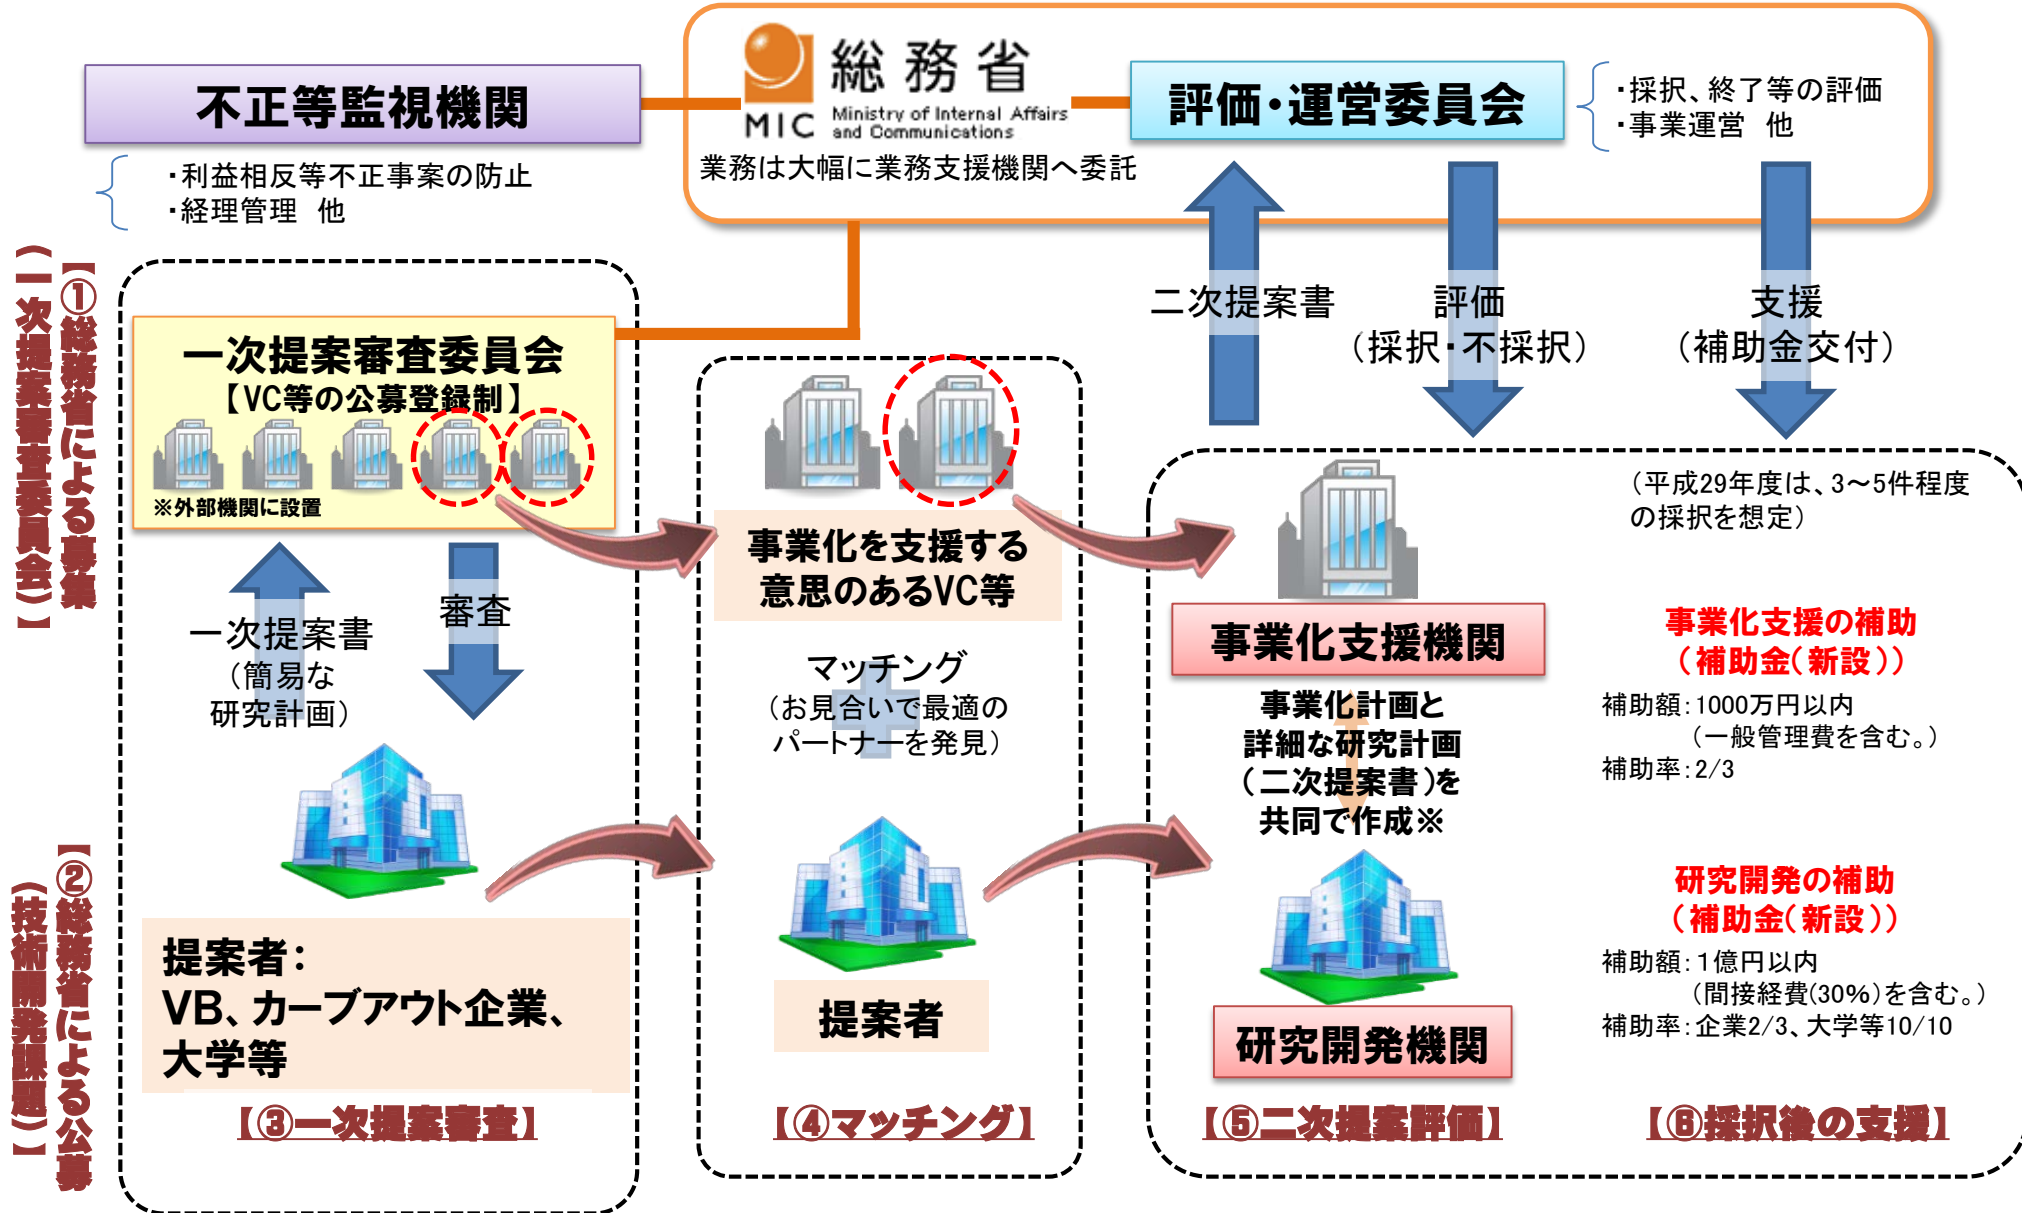 総務省
MIC
Ministry of Internal Affairs
and Communications
業務は大幅に業務支援機関へ委託
不正等監視機関
・利益相反等不正事案の防止
・経理管理 他
評価・運営委員会
・採択、終了等の評価
・事業運営 他
【①総務省による募集
(一次提案審査委員会)】
【②総務省による公募
(技術開発課題)】
一次提案審査委員会
【VC等の公募登録制】
※外部機関に設置
一次提案書
(簡易な
研究計画)
審査
提案者:
VB、カーブアウト企業、
大学等
【③一次提案審査】
事業化を支援する
意思のあるVC等
マッチング
(お見合いで最適の
パートナーを発見)
提案者
【④マッチング】
二次提案書
評価
(採択・不採択)
支援
(補助金交付)
事業化支援機関
事業化計画と
詳細な研究計画
(二次提案書)を
共同で作成※
研究開発機関
【⑤二次提案評価】
(平成29年度は、3~5件程度
の採択を想定)
事業化支援の補助
(補助金(新設))
補助額:1000万円以内
(一般管理費を含む。)
補助率:2/3
研究開発の補助
(補助金(新設))
補助額:1億円以内
(間接経費(30%)を含む。)
補助率:企業2/3、大学等10/10
【⑥採択後の支援】